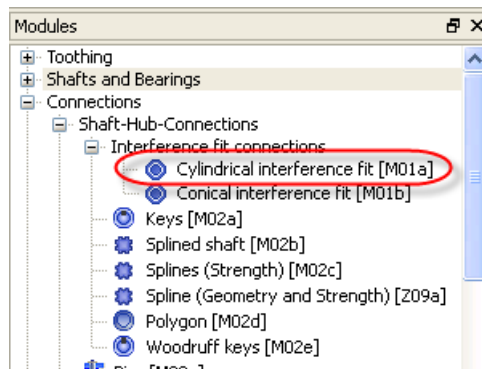 Modules
Toothing
Shafts and Bearings
Connections
Shaft-Hub-Connections
Interference fit connections
Cylindrical interference fit [M01a]
Conical interference fit [M01b]
Keys [M02a]
Splined shaft [M02b]
Splines (Strength) [M02c]
Spline (Geometry and Strength) [Z09a]
Polygon [M02d]
Woodruff keys [M02e]